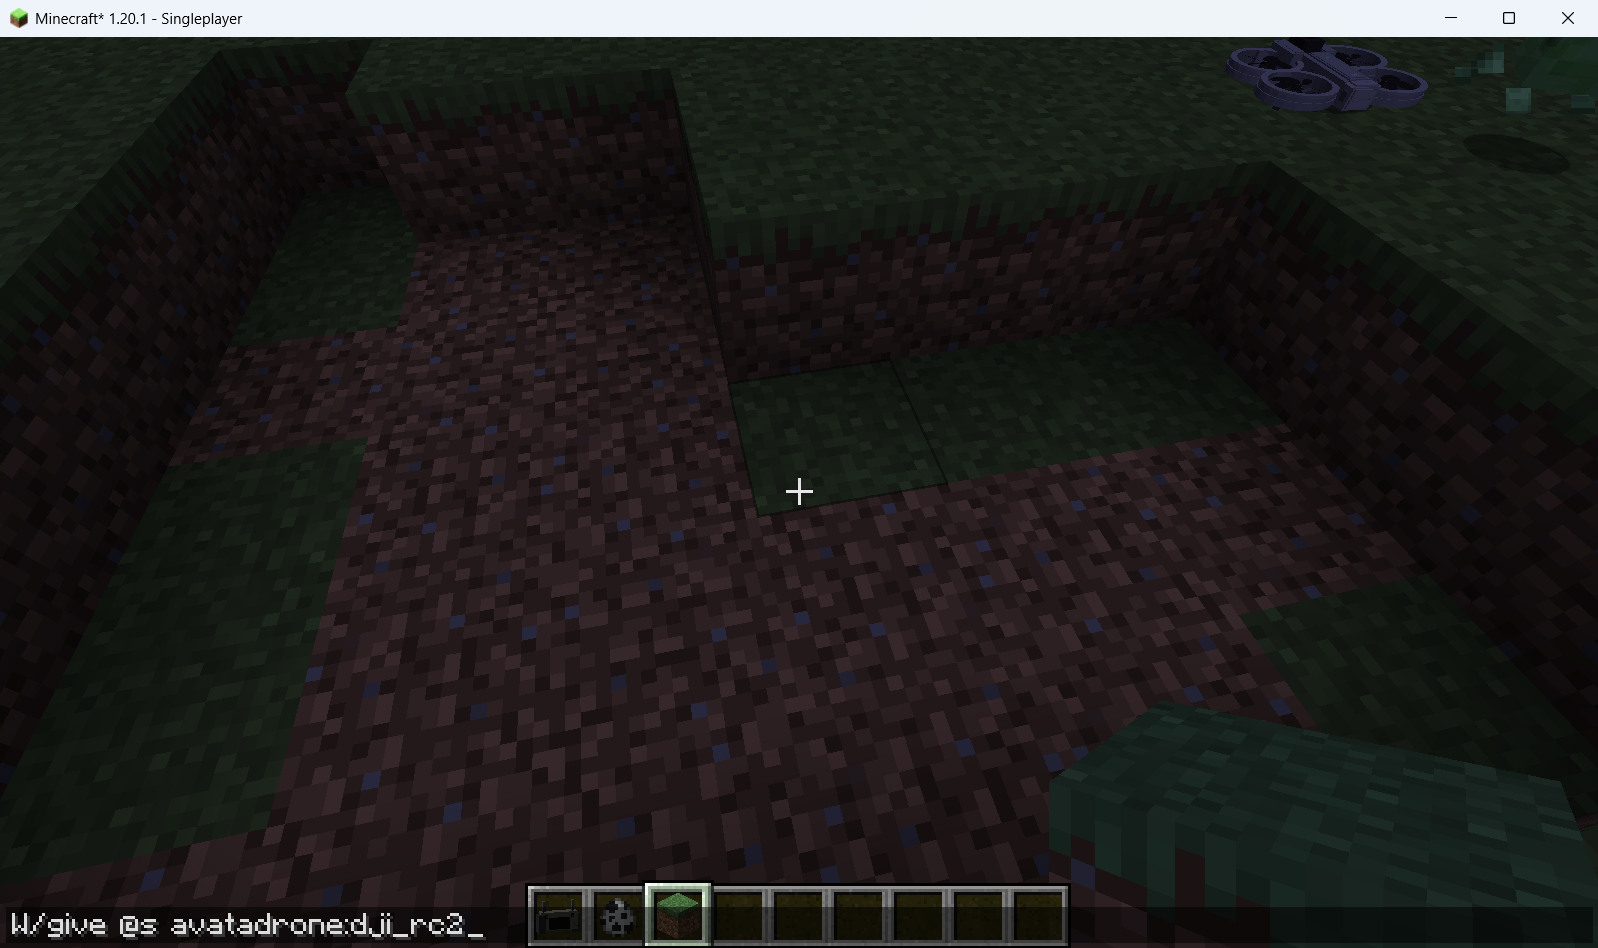 Minecraft* 1.20.1 - Singleplayer
W/give @s avatadrone:dji_rc2_